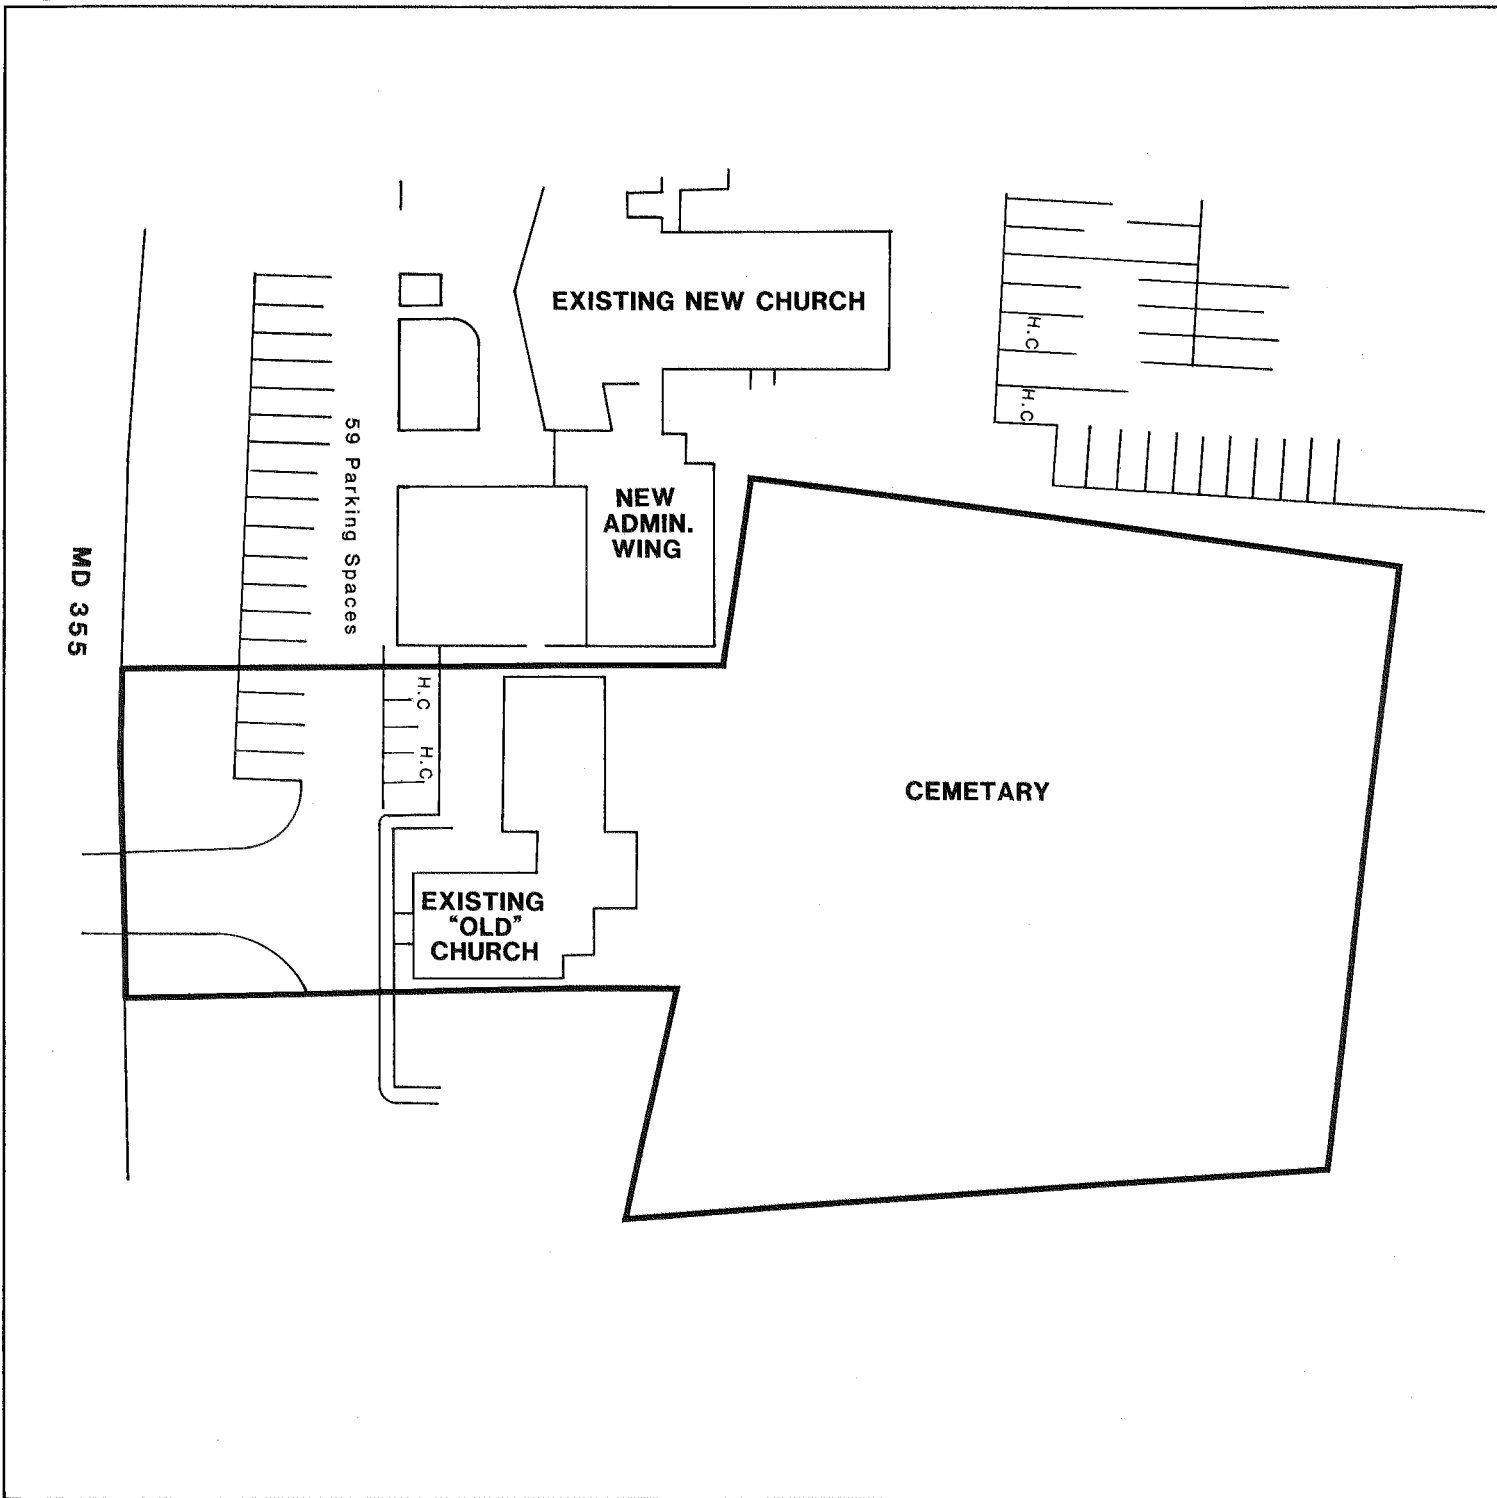 EXISTING NEW CHURCH
H.C
H.C
59 Parking Spaces
NEW
ADMIN.
WING
MD 355
H.C
H.C
CEMETARY
EXISTING
“OLD”
CHURCH